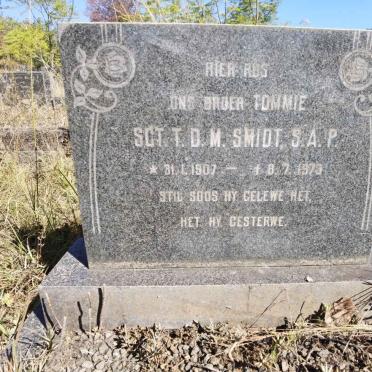 HIER RUS
ONS BROER TOMMIE
SGT. T. D. M. SMIDT, S. A. P.
* 31. 1. 1907 — † 8. 7. 1973
STIL SOOS HY GELEWE HET,
HET HY GESTERWE.